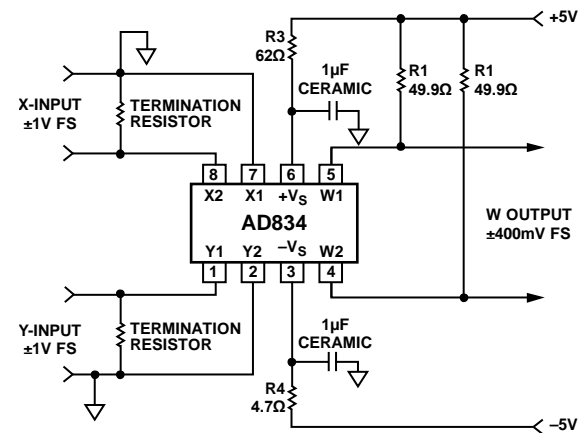 +5V
R3
62Ω
1µF
CERAMIC
R1
49.9Ω
R1
49.9Ω
X-INPUT
±1V FS
TERMINATION
RESISTOR
8 7 6 5
X2 X1 +VS W1
AD834
Y1 Y2 –VS W2
1 2 3 4
W OUTPUT
±400mV FS
Y-INPUT
±1V FS
TERMINATION
RESISTOR
1µF
CERAMIC
R4
4.7Ω
–5V